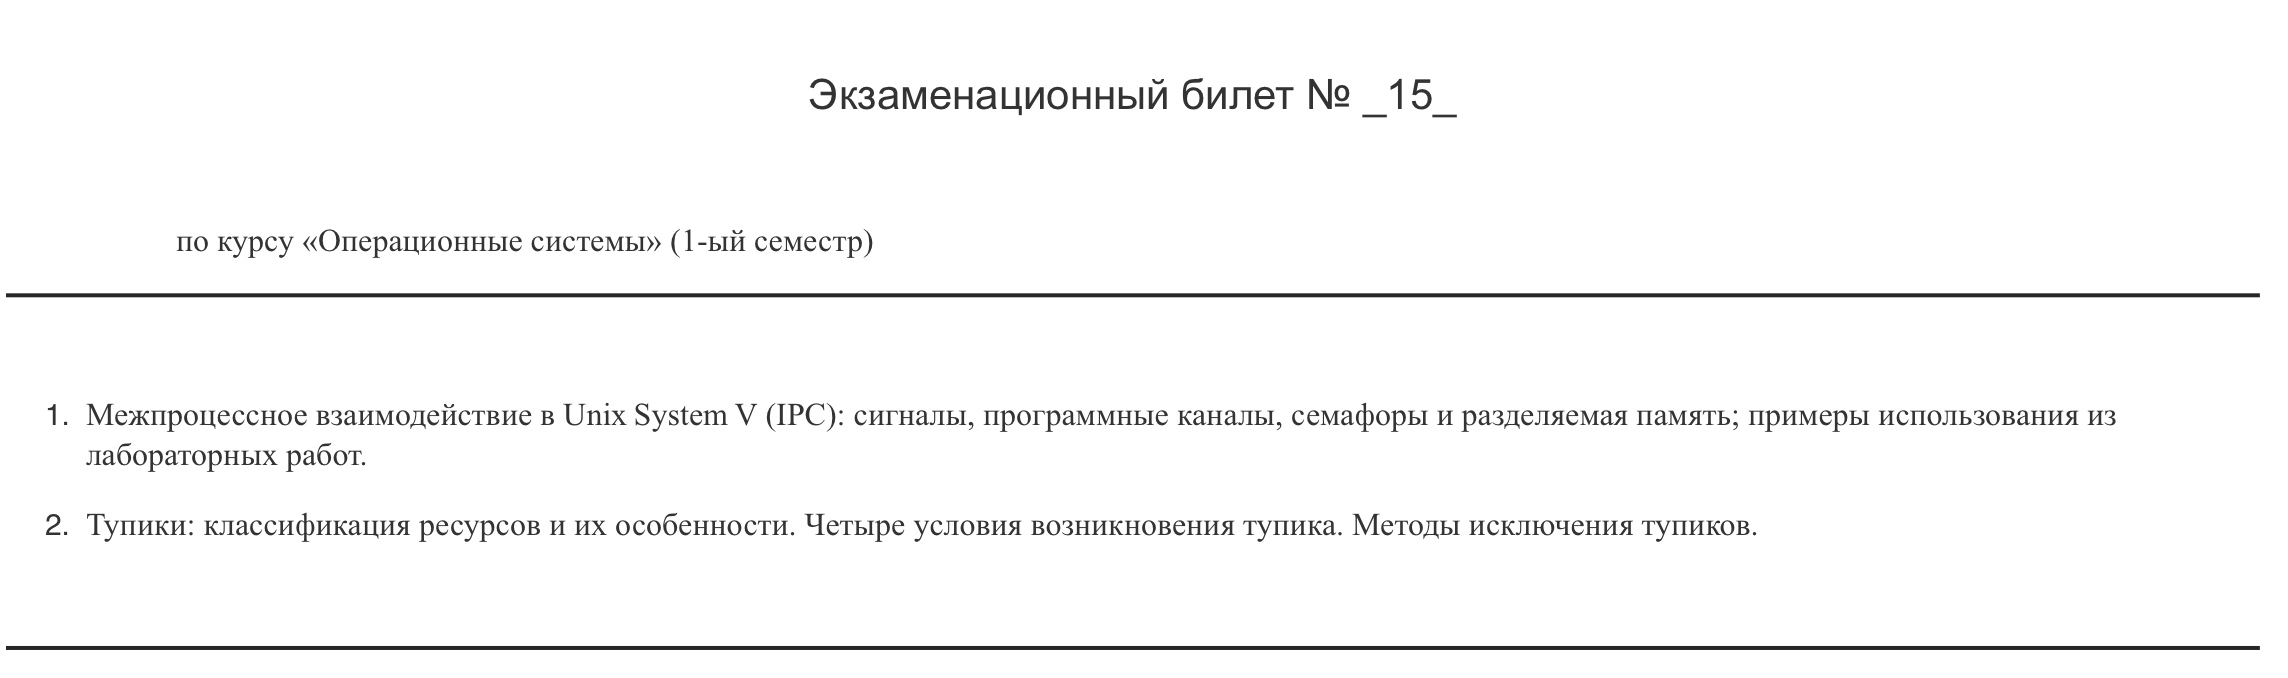 Экзаменационный билет № _15_
по курсу «Операционные системы» (1-ый семестр)
1. Межпроцессное взаимодействие в Unix System V (IPC): сигналы, программные каналы, семафоры и разделяемая память; примеры использования из
лабораторных работ.
2. Тупики: классификация ресурсов и их особенности. Четыре условия возникновения тупика. Методы исключения тупиков.